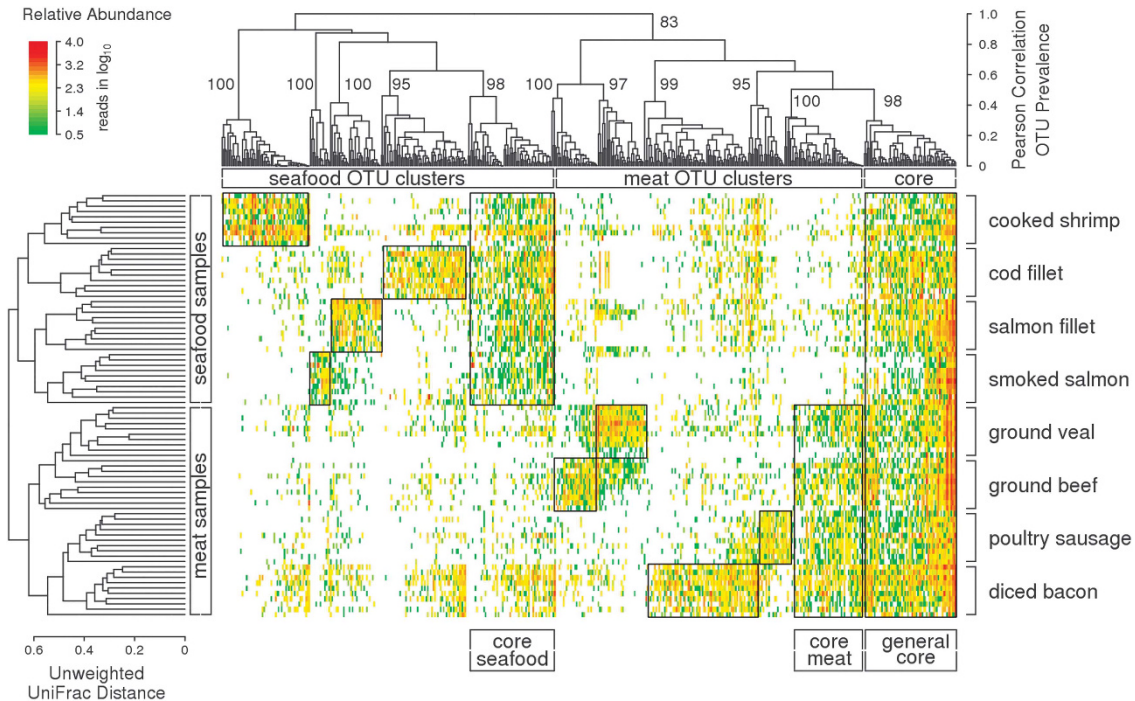 Relative Abundance
4.0
3.2
2.3
1.4
0.5
reads in log10
83
100
100
100
95
98
100
97
99
95
100
98
1.0
0.8
0.6
0.4
0.2
0
Pearson Correlation
OTU Prevalence
seafood OTU clusters
meat OTU clusters
core
seafood samples
meat samples
cooked shrimp
cod fillet
salmon fillet
smoked salmon
ground veal
ground beef
poultry sausage
diced bacon
core
seafood
core
meat
general
core
0.6
0.4
0.2
0
Unweighted
UniFrac Distance